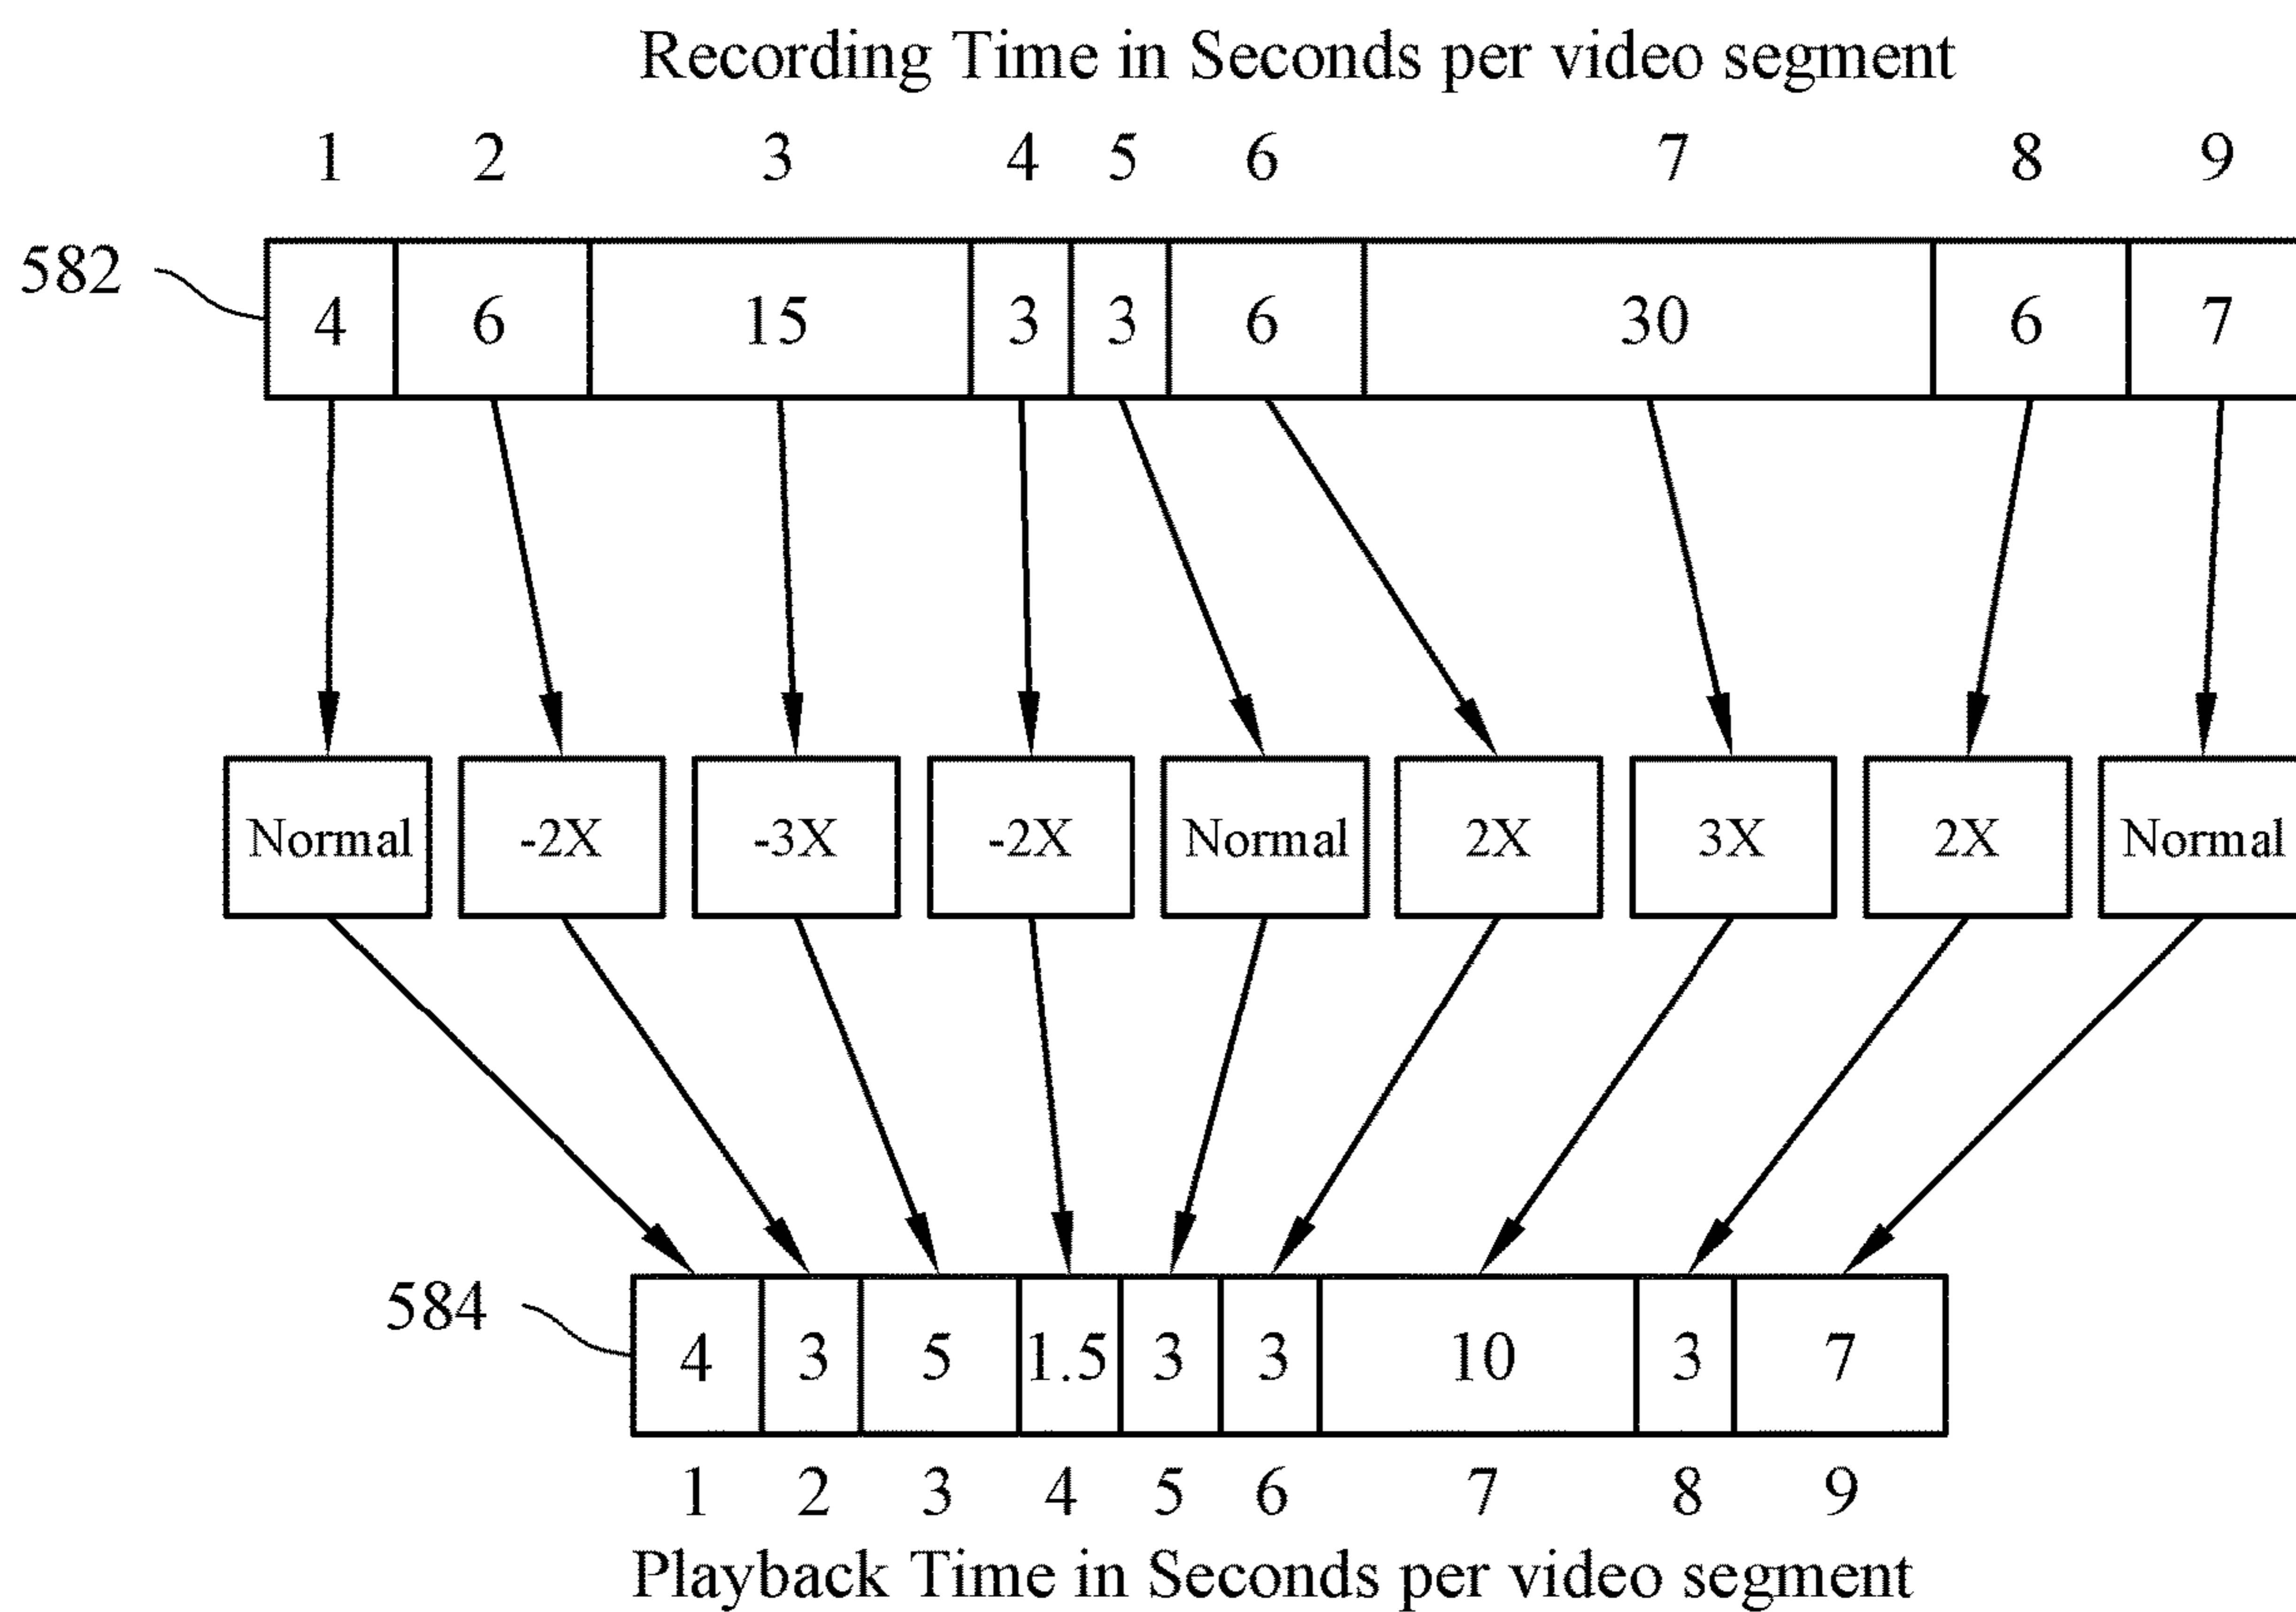 Recording Time in Seconds per video segment
1 2 3 4 5 6 7 8 9
582
4 6 15 3 3 6 30 6 7
Normal -2X -3X -2X Normal 2X 3X 2X Normal
584
4 3 5 1.5 3 3 10 3 7
1 2 3 4 5 6 7 8 9
Playback Time in Seconds per video segment